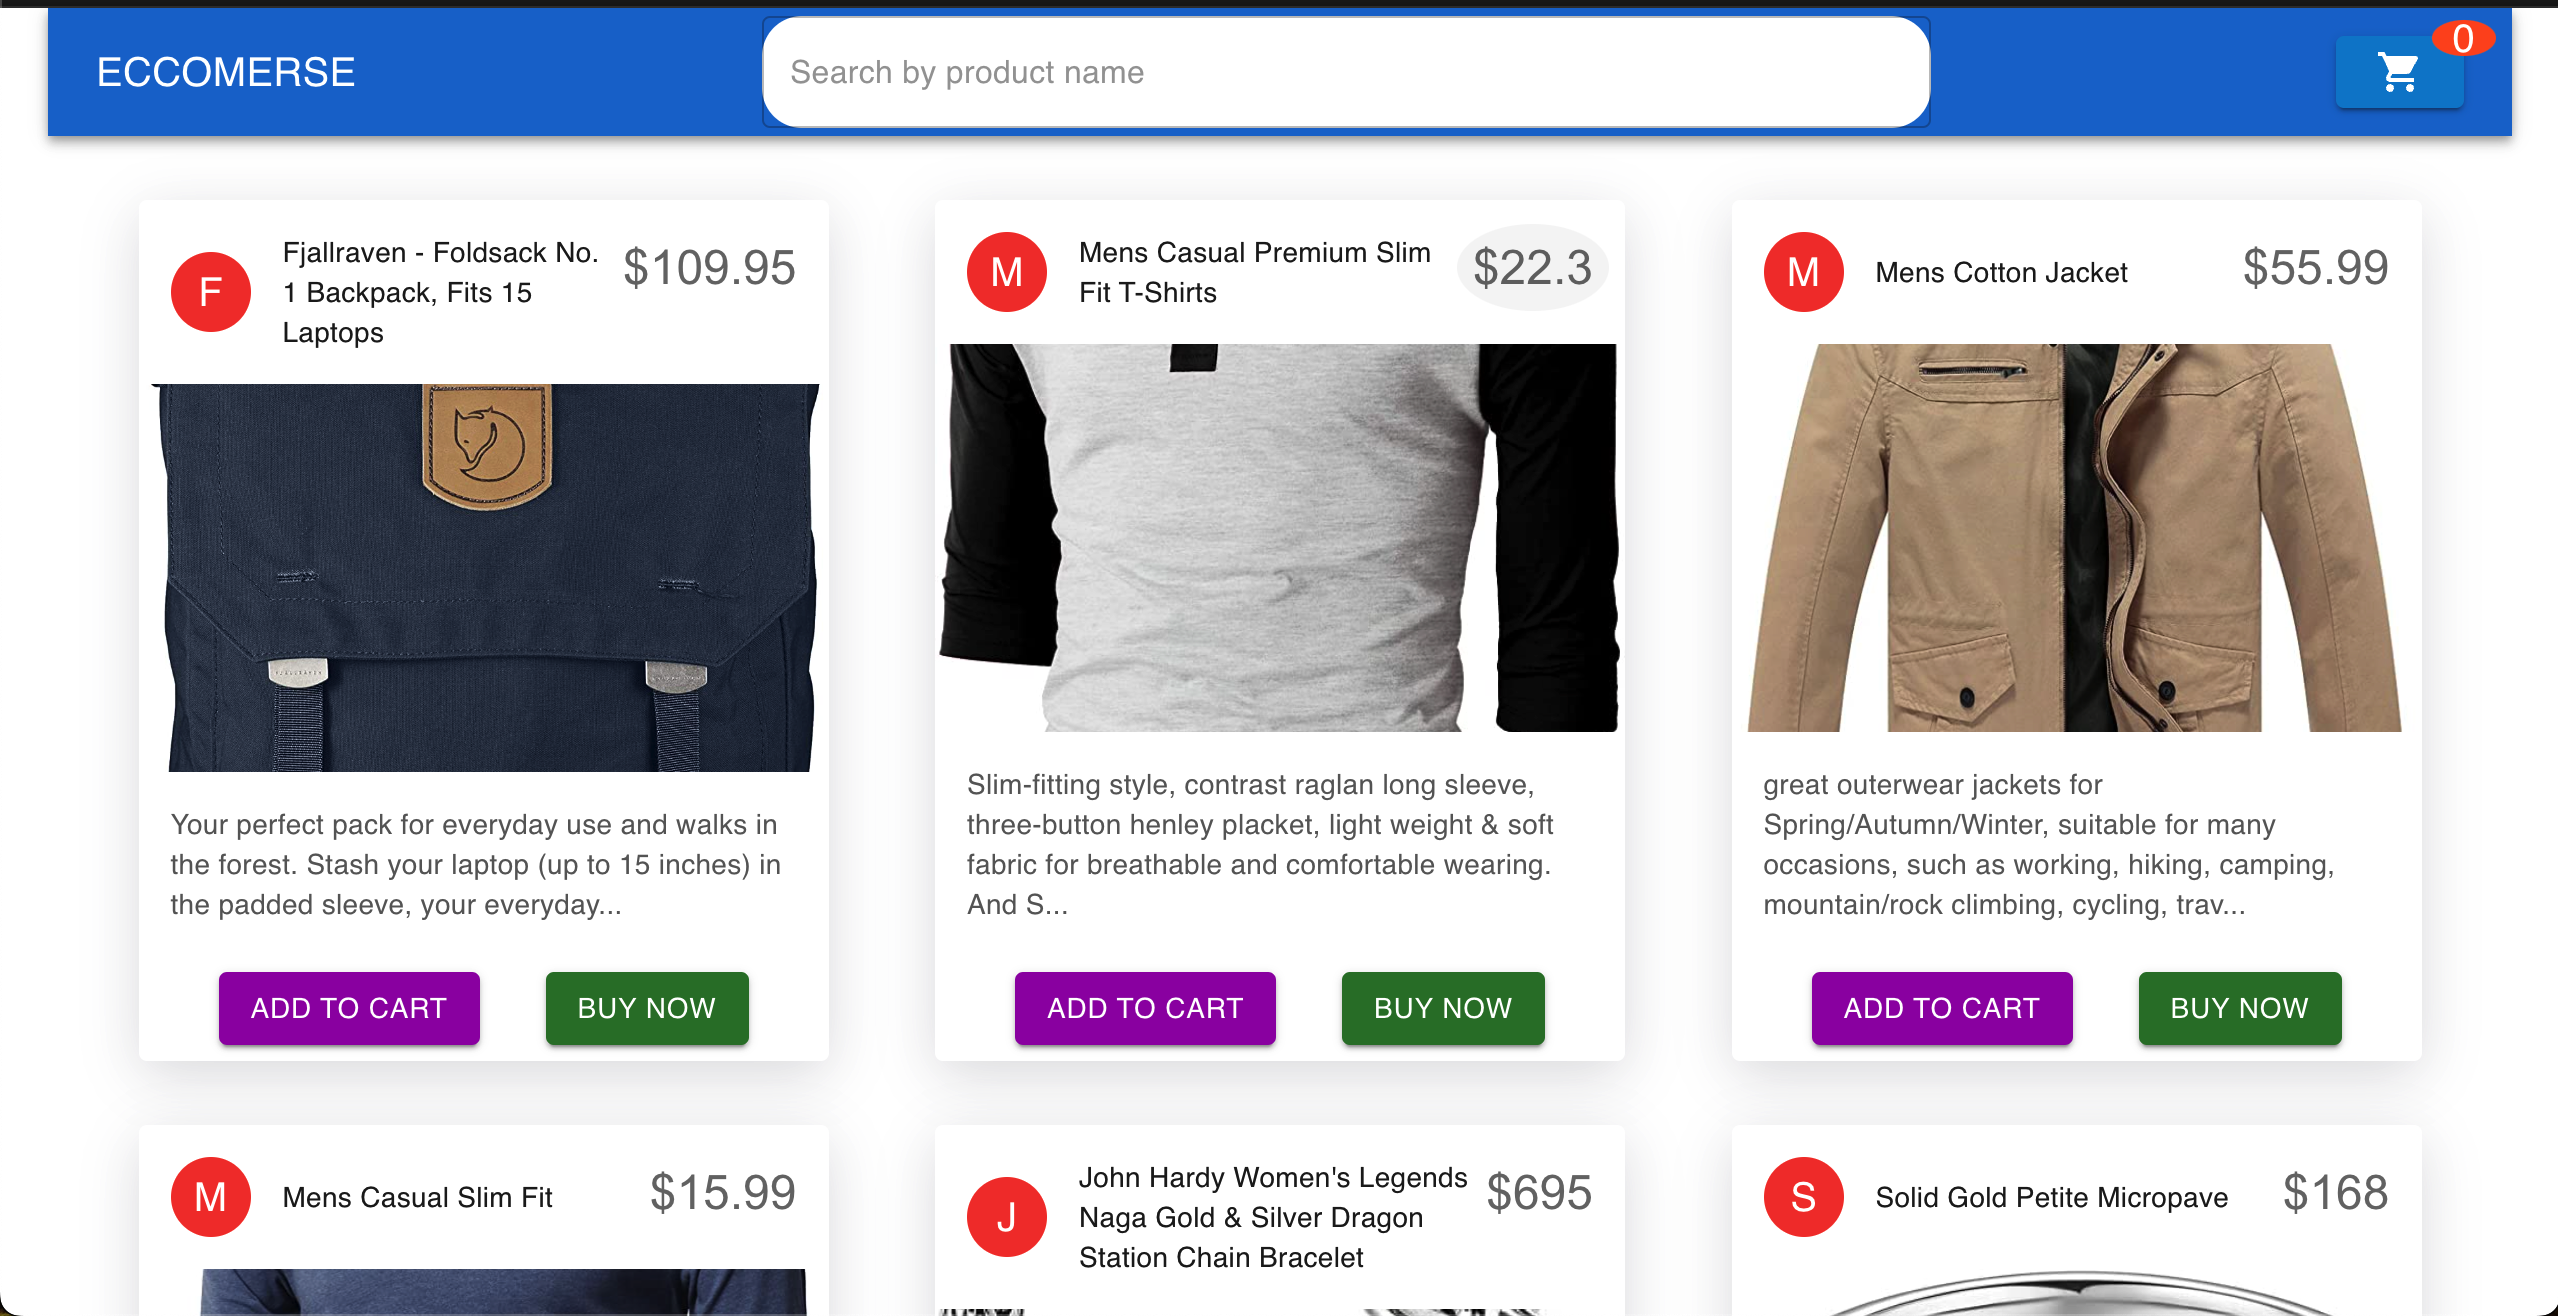 ECCOMERSE
Search by product name
0
F
Fjallraven - Foldsack No.
1 Backpack, Fits 15
Laptops
$109.95
Your perfect pack for everyday use and walks in
the forest. Stash your laptop (up to 15 inches) in
the padded sleeve, your everyday...
ADD TO CART
BUY NOW
M
Mens Casual Premium Slim
Fit T-Shirts
$22.3
Slim-fitting style, contrast raglan long sleeve,
three-button henley placket, light weight & soft
fabric for breathable and comfortable wearing.
And S...
ADD TO CART
BUY NOW
M
Mens Cotton Jacket
$55.99
great outerwear jackets for
Spring/Autumn/Winter, suitable for many
occasions, such as working, hiking, camping,
mountain/rock climbing, cycling, trav...
ADD TO CART
BUY NOW
M
Mens Casual Slim Fit
$15.99
J
John Hardy Women's Legends
Naga Gold & Silver Dragon
Station Chain Bracelet
$695
S
Solid Gold Petite Micropave
$168